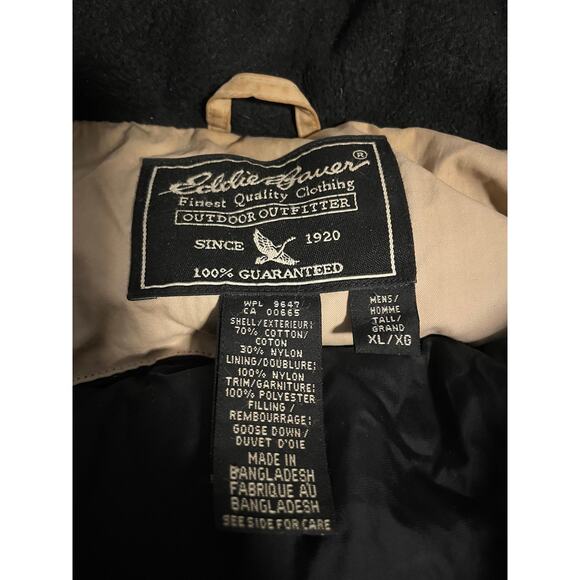 Eddie Bauer ®
Finest Quality Clothing
OUTDOOR OUTFITTER
SINCE 1920
100% GUARANTEED
WPL 9647
CA 00665
SHELL/EXTERIEUR:
70% COTTON/
COTON
30% NYLON
LINING/DOUBLURE:
100% NYLON
TRIM/GARNITURE:
100% POLYESTER
FILLING/
REMBOURRAGE:
GOOSE DOWN/
DUVET D'OIE
MADE IN
BANGLADESH
FABRIQUE AU
BANGLADESH
SEE SIDE FOR CARE
MENS/
HOMME
TALL/
GRAND
XL/XG